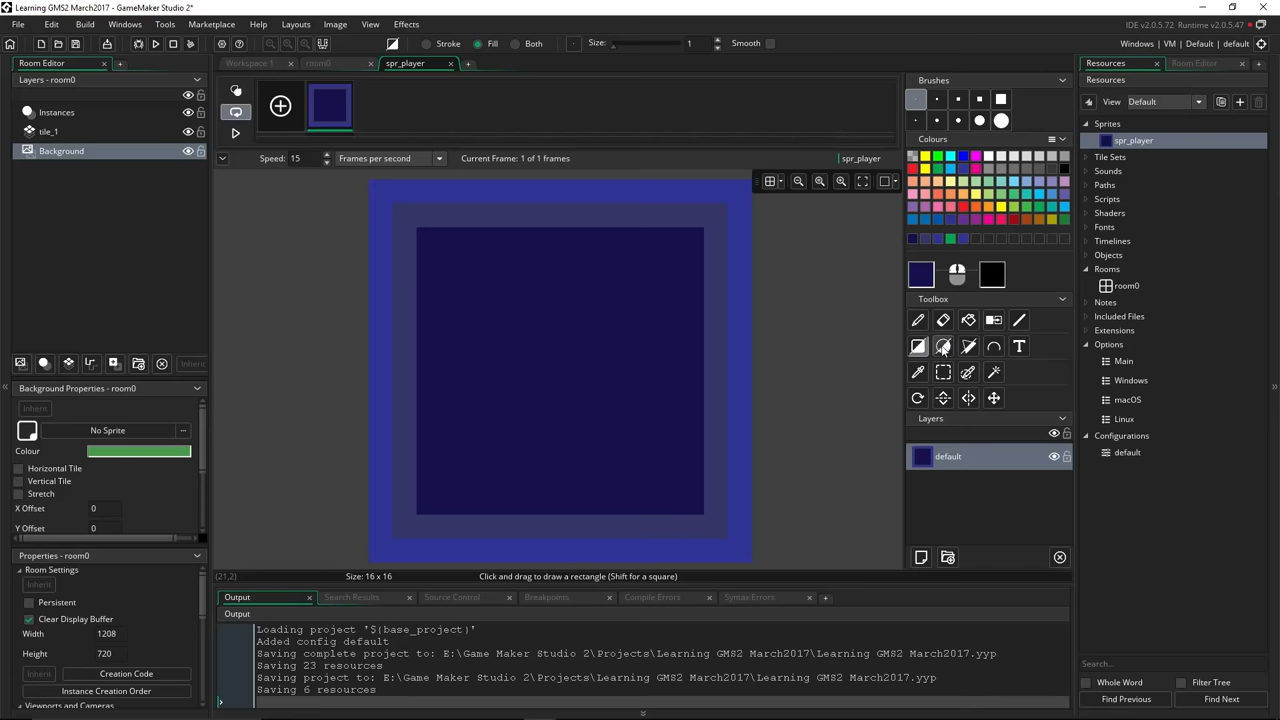 Learning GMS2 March2017 - GameMaker Studio 2*
File Edit Build Windows Tools Marketplace Help Layouts Image View Effects
IDE v2.0.5.72 Runtime v2.0.5.47
Stroke Fill Both Size: 1 Smooth
Windows | VM | Default | default
Room Editor
Workspace 1 room0 spr_player
Resources Room Editor
Layers - room0
Instances
tile_1
Background
Inherit
Background Properties - room0
Inherit
No Sprite ...
Colour
Horizontal Tile
Vertical Tile
Stretch
X Offset 0
Y Offset 0
Properties - room0
Room Settings
Inherit
Persistent
Clear Display Buffer
Width 1208
Height 720
Inherit Creation Code
Instance Creation Order
Viewports and Cameras
Speed: 15 Frames per second Current Frame: 1 of 1 frames spr_player
(21,2) Size: 16 x 16 Click and drag to draw a rectangle (Shift for a square)
Output Search Results Source Control Breakpoints Compile Errors Syntax Errors
Output
Loading project '$(base_project)'
Added config default
Saving complete project to: E:\Game Maker Studio 2\Projects\Learning GMS2 March2017\Learning GMS2 March2017.yyp
Saving 23 resources
Saving project to: E:\Game Maker Studio 2\Projects\Learning GMS2 March2017\Learning GMS2 March2017.yyp
Saving 6 resources
Brushes
Colours
Toolbox
T
Layers
default
Resources
View Default
Sprites
spr_player
Tile Sets
Sounds
Paths
Scripts
Shaders
Fonts
Timelines
Objects
Rooms
room0
Notes
Included Files
Extensions
Options
Main
Windows
macOS
Linux
Configurations
default
Search...
Whole Word Filter Tree
Find Previous Find Next